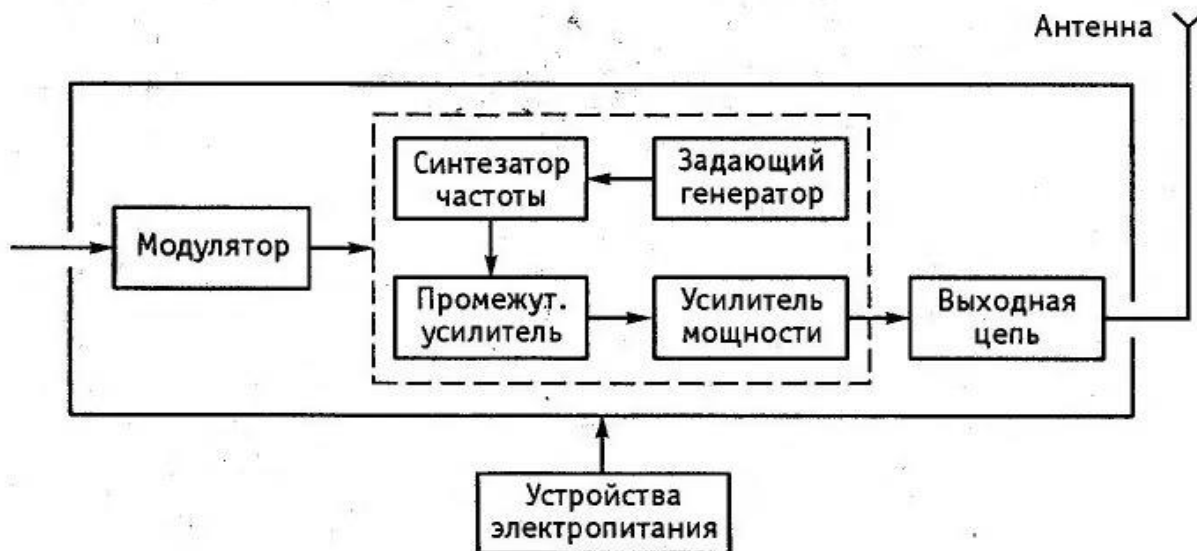 Антенна
Синтезатор
частоты
Задающий
генератор
Модулятор
Промежут.
усилитель
Усилитель
мощности
Выходная
цепь
Устройства
электропитания